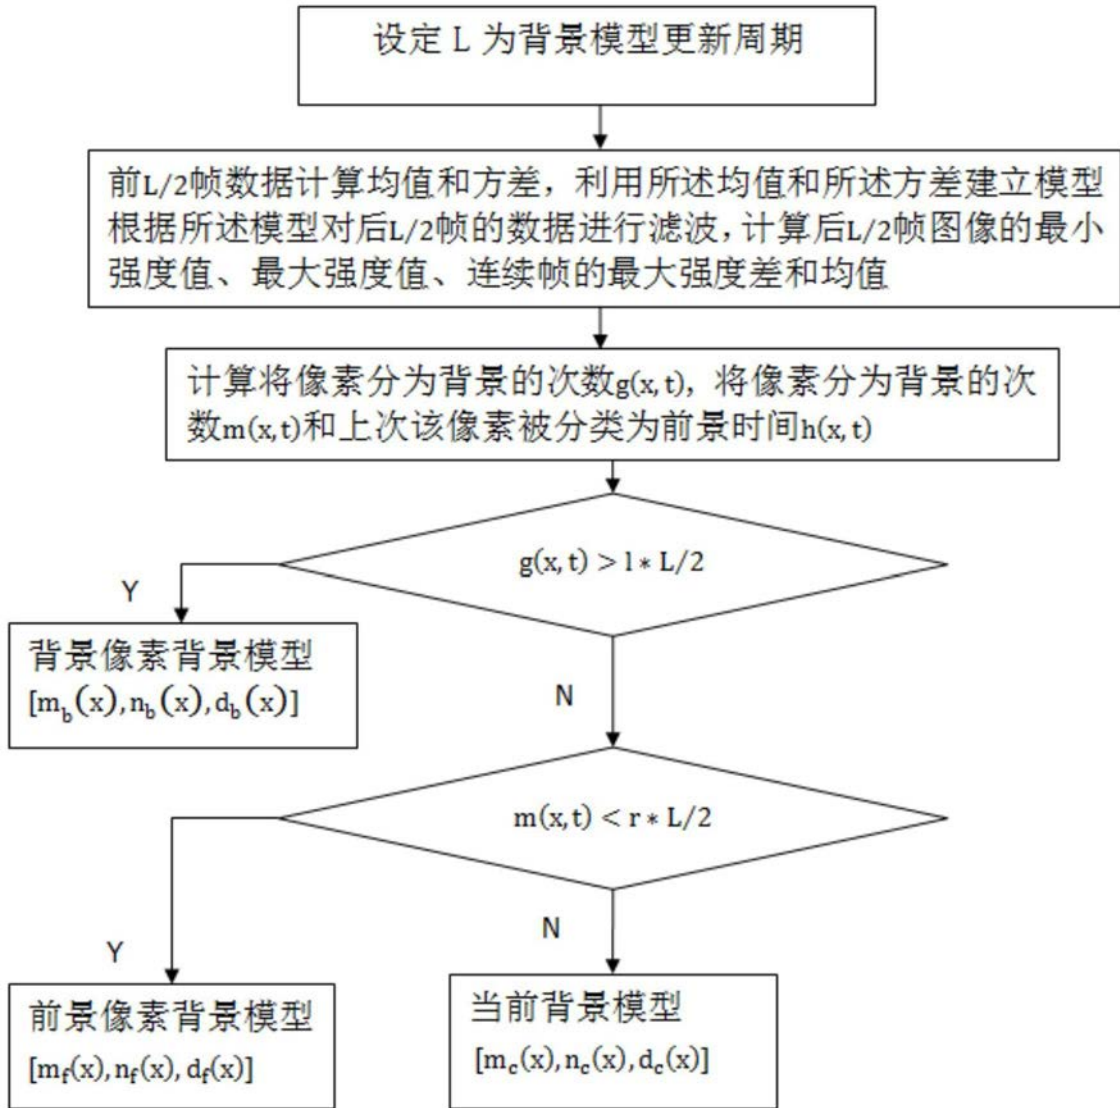 设定 L 为背景模型更新周期
前L/2帧数据计算均值和方差，利用所述均值和所述方差建立模型
根据所述模型对后L/2帧的数据进行滤波，计算后L/2帧图像的最小
强度值、最大强度值、连续帧的最大强度差和均值
计算将像素分为背景的次数g(x,t)，将像素分为背景的次
数m(x,t)和上次该像素被分类为前景时间h(x,t)
g(x,t) > l * L/2
Y
背景像素背景模型
[m_b(x),n_b(x),d_b(x)]
N
m(x,t) < r * L/2
Y
N
前景像素背景模型
[m_f(x),n_f(x),d_f(x)]
当前背景模型
[m_c(x),n_c(x),d_c(x)]